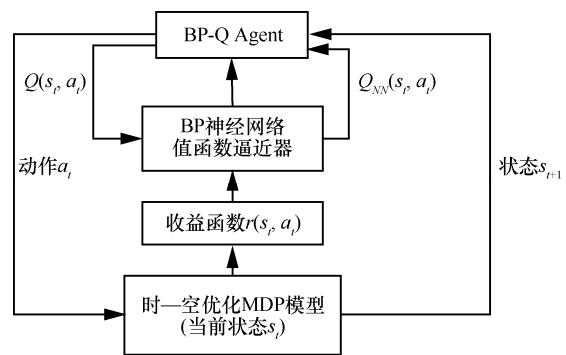 BP-Q Agent
Q(s_t, a_t)
Q_NN(s_t, a_t)
BP神经网络
值函数逼近器
动作a_t
状态s_{t+1}
收益函数r(s_t, a_t)
时—空优化MDP模型
(当前状态s_t)